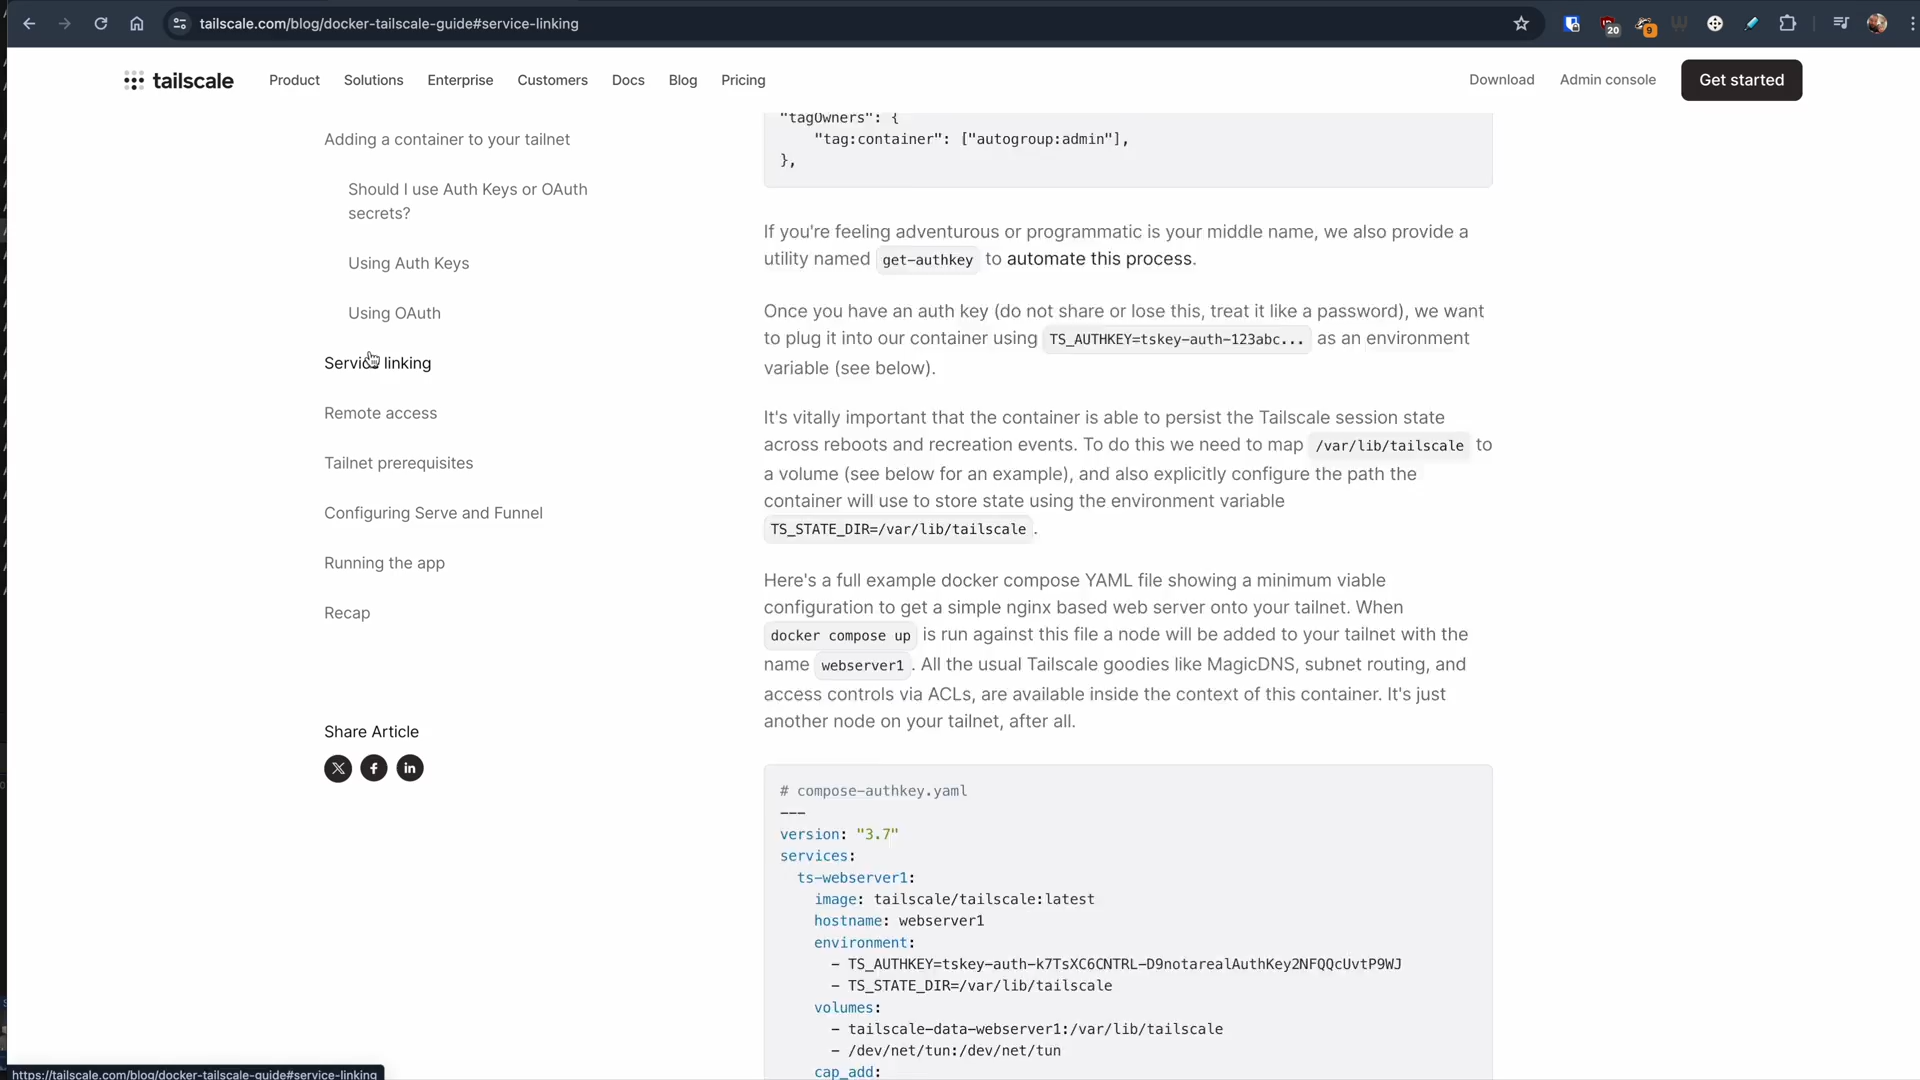 tailscale.com/blog/docker-tailscale-guide#service-linking
20
9
tailscale
Product
Solutions
Enterprise
Customers
Docs
Blog
Pricing
Download
Admin console
Get started
Adding a container to your tailnet
Should I use Auth Keys or OAuth
secrets?
Using Auth Keys
Using OAuth
Service linking
Remote access
Tailnet prerequisites
Configuring Serve and Funnel
Running the app
Recap
Share Article
"tagOwners": {
"tag:container": ["autogroup:admin"],
},
If you're feeling adventurous or programmatic is your middle name, we also provide a
utility named get-authkey to automate this process.
Once you have an auth key (do not share or lose this, treat it like a password), we want
to plug it into our container using TS_AUTHKEY=tskey-auth-123abc... as an environment
variable (see below).
It's vitally important that the container is able to persist the Tailscale session state
across reboots and recreation events. To do this we need to map /var/lib/tailscale to
a volume (see below for an example), and also explicitly configure the path the
container will use to store state using the environment variable
TS_STATE_DIR=/var/lib/tailscale.
Here's a full example docker compose YAML file showing a minimum viable
configuration to get a simple nginx based web server onto your tailnet. When
docker compose up is run against this file a node will be added to your tailnet with the
name webserver1. All the usual Tailscale goodies like MagicDNS, subnet routing, and
access controls via ACLs, are available inside the context of this container. It's just
another node on your tailnet, after all.
# compose-authkey.yaml
---
version: "3.7"
services:
ts-webserver1:
image: tailscale/tailscale:latest
hostname: webserver1
environment:
- TS_AUTHKEY=tskey-auth-k7TsXC6CNTRL-D9notarealAuthKey2NFQQcUvtP9WJ
- TS_STATE_DIR=/var/lib/tailscale
volumes:
- tailscale-data-webserver1:/var/lib/tailscale
- /dev/net/tun:/dev/net/tun
cap_add:
https://tailscale.com/blog/docker-tailscale-guide#service-linking